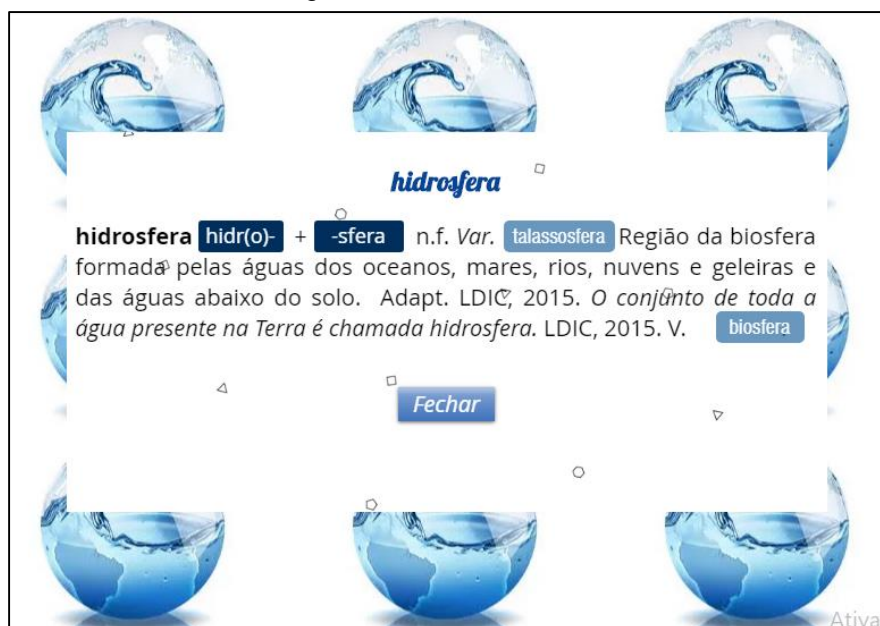 hidrosfera
hidrosfera hidr(o)- + -sfera n.f. Var. talassosfera Região da biosfera
formada pelas águas dos oceanos, mares, rios, nuvens e geleiras e
das águas abaixo do solo. Adapt. LDIC, 2015. O conjunto de toda a
água presente na Terra é chamada hidrosfera. LDIC, 2015. V. biosfera
Fechar
Ativa